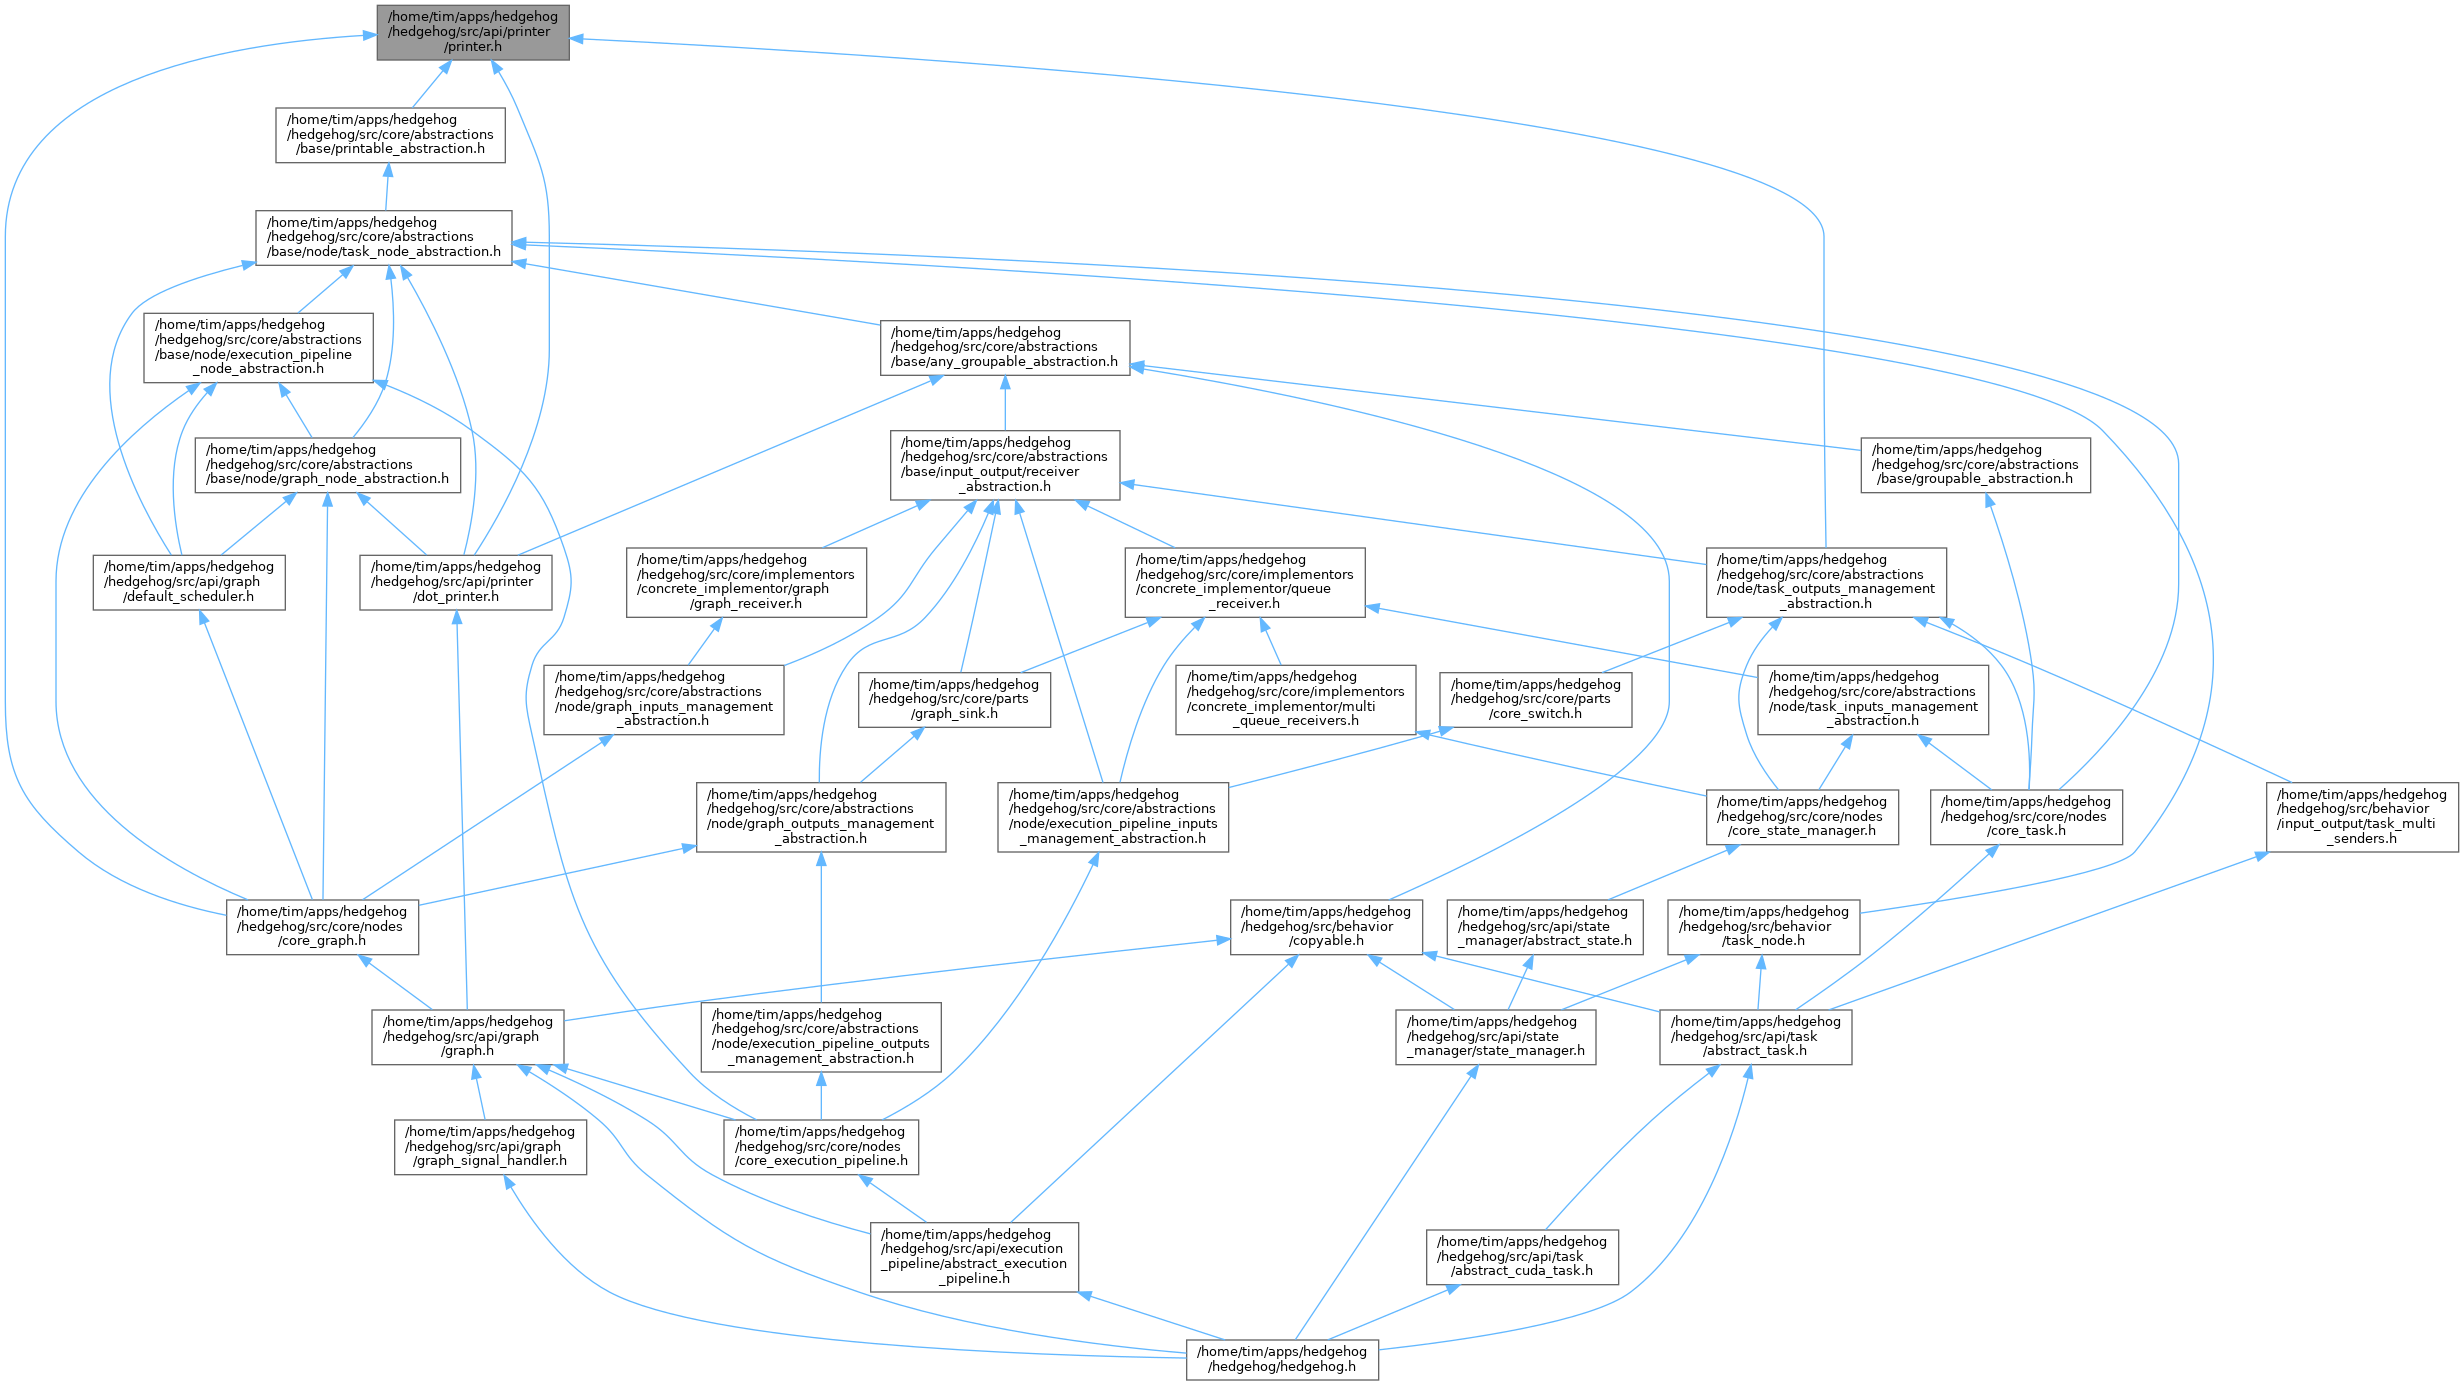 /home/tim/apps/hedgehog
/hedgehog/src/api/printer
/printer.h
/home/tim/apps/hedgehog
/hedgehog/src/core/abstractions
/base/printable_abstraction.h
/home/tim/apps/hedgehog
/hedgehog/src/core/abstractions
/base/node/task_node_abstraction.h
/home/tim/apps/hedgehog
/hedgehog/src/core/abstractions
/base/node/execution_pipeline
_node_abstraction.h
/home/tim/apps/hedgehog
/hedgehog/src/core/abstractions
/base/any_groupable_abstraction.h
/home/tim/apps/hedgehog
/hedgehog/src/core/abstractions
/base/node/graph_node_abstraction.h
/home/tim/apps/hedgehog
/hedgehog/src/core/abstractions
/base/input_output/receiver
_abstraction.h
/home/tim/apps/hedgehog
/hedgehog/src/core/abstractions
/base/groupable_abstraction.h
/home/tim/apps/hedgehog
/hedgehog/src/api/graph
/default_scheduler.h
/home/tim/apps/hedgehog
/hedgehog/src/api/printer
/dot_printer.h
/home/tim/apps/hedgehog
/hedgehog/src/core/implementors
/concrete_implementor/graph
/graph_receiver.h
/home/tim/apps/hedgehog
/hedgehog/src/core/implementors
/concrete_implementor/queue
_receiver.h
/home/tim/apps/hedgehog
/hedgehog/src/core/abstractions
/node/task_outputs_management
_abstraction.h
/home/tim/apps/hedgehog
/hedgehog/src/core/abstractions
/node/graph_inputs_management
_abstraction.h
/home/tim/apps/hedgehog
/hedgehog/src/core/parts
/graph_sink.h
/home/tim/apps/hedgehog
/hedgehog/src/core/implementors
/concrete_implementor/multi
_queue_receivers.h
/home/tim/apps/hedgehog
/hedgehog/src/core/parts
/core_switch.h
/home/tim/apps/hedgehog
/hedgehog/src/core/abstractions
/node/task_inputs_management
_abstraction.h
/home/tim/apps/hedgehog
/hedgehog/src/core/abstractions
/node/graph_outputs_management
_abstraction.h
/home/tim/apps/hedgehog
/hedgehog/src/core/abstractions
/node/execution_pipeline_inputs
_management_abstraction.h
/home/tim/apps/hedgehog
/hedgehog/src/core/nodes
/core_state_manager.h
/home/tim/apps/hedgehog
/hedgehog/src/core/nodes
/core_task.h
/home/tim/apps/hedgehog
/hedgehog/src/behavior
/input_output/task_multi
_senders.h
/home/tim/apps/hedgehog
/hedgehog/src/core/nodes
/core_graph.h
/home/tim/apps/hedgehog
/hedgehog/src/behavior
/copyable.h
/home/tim/apps/hedgehog
/hedgehog/src/api/state
_manager/abstract_state.h
/home/tim/apps/hedgehog
/hedgehog/src/behavior
/task_node.h
/home/tim/apps/hedgehog
/hedgehog/src/api/graph
/graph.h
/home/tim/apps/hedgehog
/hedgehog/src/core/abstractions
/node/execution_pipeline_outputs
_management_abstraction.h
/home/tim/apps/hedgehog
/hedgehog/src/api/state
_manager/state_manager.h
/home/tim/apps/hedgehog
/hedgehog/src/api/task
/abstract_task.h
/home/tim/apps/hedgehog
/hedgehog/src/api/graph
/graph_signal_handler.h
/home/tim/apps/hedgehog
/hedgehog/src/core/nodes
/core_execution_pipeline.h
/home/tim/apps/hedgehog
/hedgehog/src/api/execution
_pipeline/abstract_execution
_pipeline.h
/home/tim/apps/hedgehog
/hedgehog/src/api/task
/abstract_cuda_task.h
/home/tim/apps/hedgehog
/hedgehog/hedgehog.h